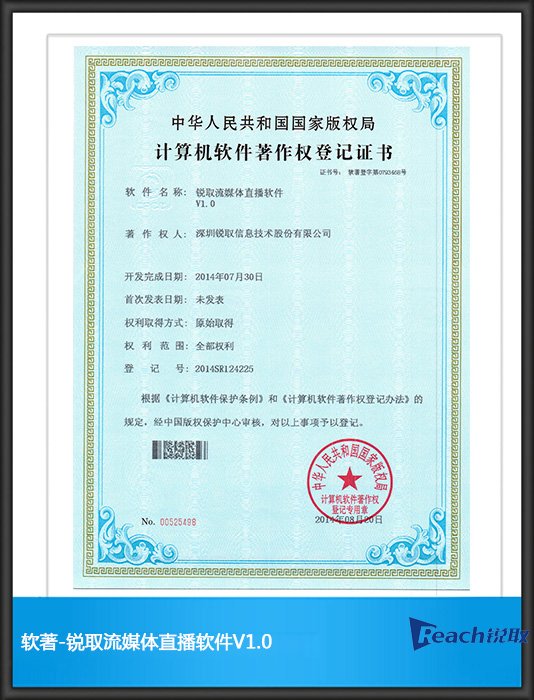 中华人民共和国国家版权局
计算机软件著作权登记证书
证书号： 软著登字第0793468号
软件名称： 锐取流媒体直播软件
V1.0
著作权人： 深圳锐取信息技术股份有限公司
开发完成日期： 2014年07月30日
首次发表日期： 未发表
权利取得方式： 原始取得
权利范围： 全部权利
登记号： 2014SR124225
根据《计算机软件保护条例》和《计算机软件著作权登记办法》的
规定，经中国版权保护中心审核，对以上事项予以登记。
中华人民共和国国家版权局
计算机软件著作权
登记专用章
No. 00525498
2014年08月20日
软著-锐取流媒体直播软件V1.0
Reach锐取